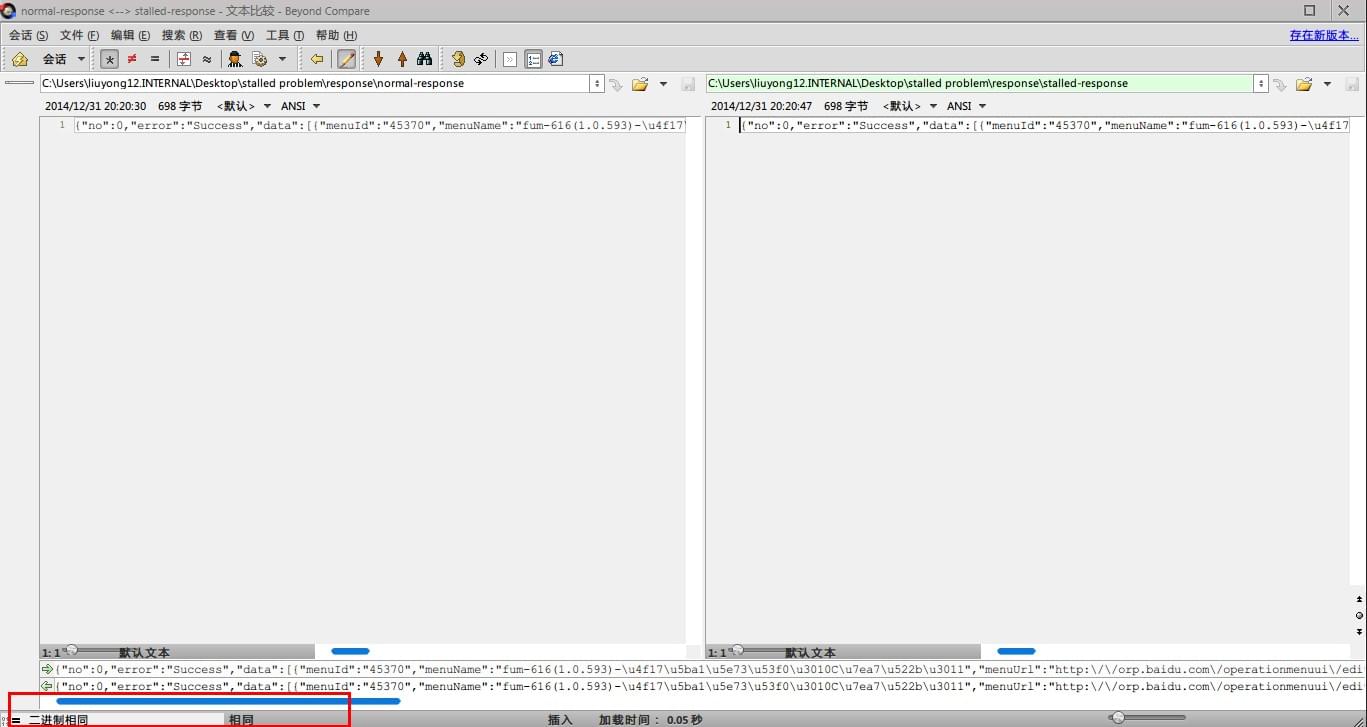 normal-response <--> stalled-response - 文本比较 - Beyond Compare
会话 (S) 文件 (F) 编辑 (E) 搜索 (R) 查看 (V) 工具 (T) 帮助 (H) 存在新版本...
会话
C:\Users\liuyong12.INTERNAL\Desktop\stalled problem\response\normal-response
C:\Users\liuyong12.INTERNAL\Desktop\stalled problem\response\stalled-response
2014/12/31 20:20:30 698 字节 <默认> ANSI
2014/12/31 20:20:47 698 字节 <默认> ANSI
1 {"no":0,"error":"Success","data":[{"menuId":"45370","menuName":"fum-616(1.0.593)-\u4f17\
1 {"no":0,"error":"Success","data":[{"menuId":"45370","menuName":"fum-616(1.0.593)-\u4f17
1: 1 默认文本
1: 1 默认文本
{"no":0,"error":"Success","data":[{"menuId":"45370","menuName":"fum-616(1.0.593)-\u4f17\u5ba1\u5e73\u53f0\u3010C\u7ea7\u522b\u3011","menuUrl":"http:\/\/orp.baidu.com\/operationmenuui\/edi
{"no":0,"error":"Success","data":[{"menuId":"45370","menuName":"fum-616(1.0.593)-\u4f17\u5ba1\u5e73\u53f0\u3010C\u7ea7\u522b\u3011","menuUrl":"http:\/\/orp.baidu.com\/operationmenuui\/edi
= 二进制相同 相同 插入 加载时间： 0.05 秒